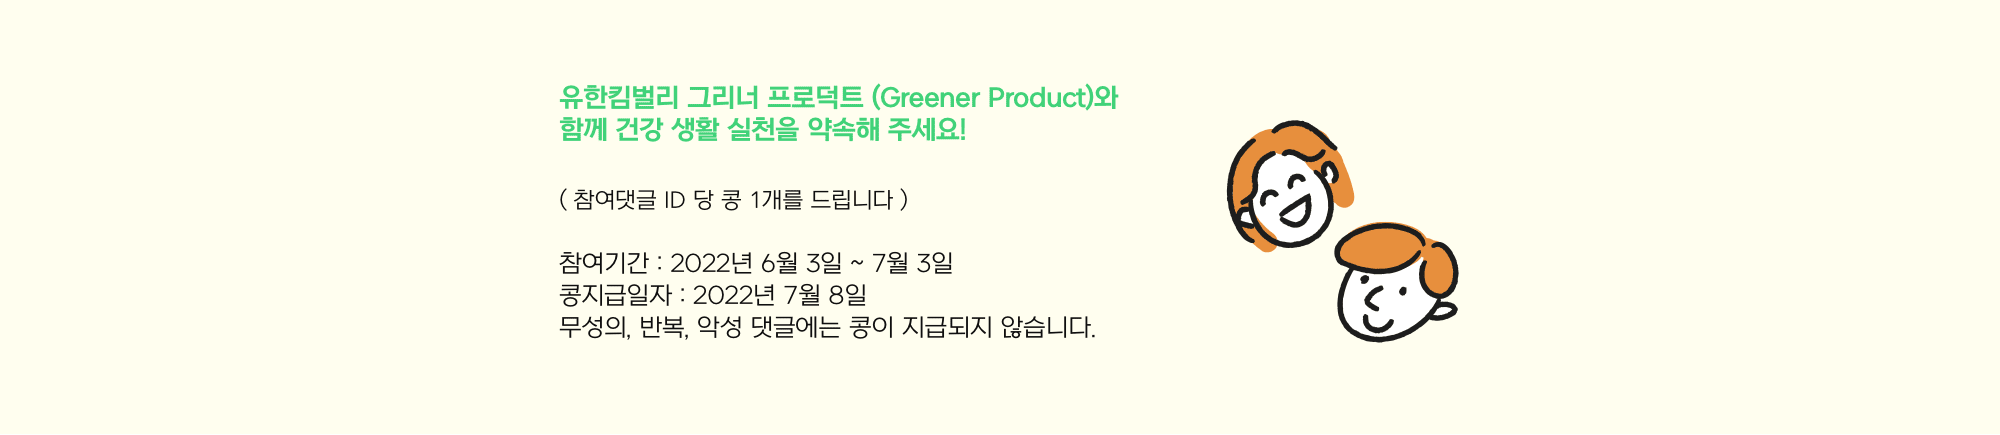 유한킴벌리 그리너 프로덕트 (Greener Product)와
함께 건강 생활 실천을 약속해 주세요!
( 참여댓글 ID 당 콩 1개를 드립니다 )
참여기간 : 2022년 6월 3일 ~ 7월 3일
콩지급일자 : 2022년 7월 8일
무성의, 반복, 악성 댓글에는 콩이 지급되지 않습니다.